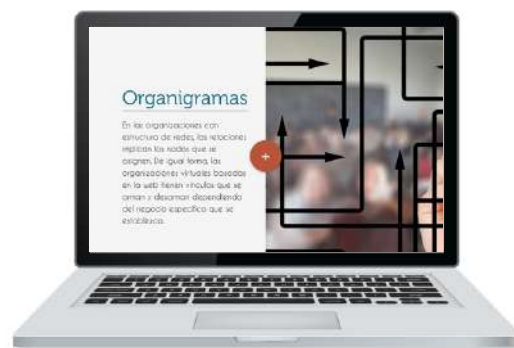 Organigramas
En las organizaciones con
estructura de redes, las relaciones
implican los nodos que se
asignen. De igual forma, las
organizaciones virtuales basadas
en la web tienen vínculos que se
arman y desarman dependiendo
del negocio específico que se
establezca.